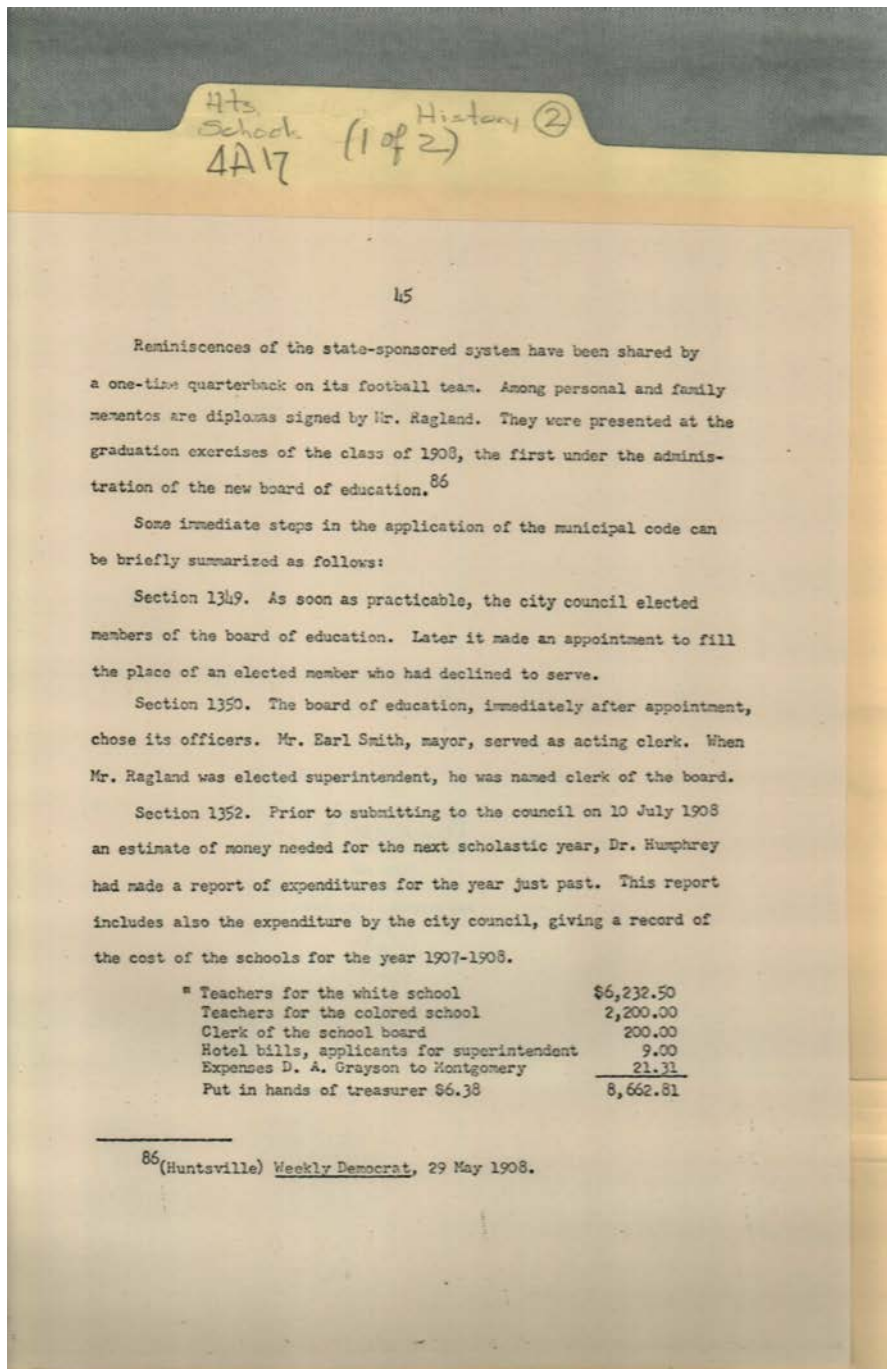 Hts.
School History ②
4A17 (1 of 2)
45
Reminiscences of the state-sponsored system have been shared by
a one-time quarterback on its football team. Among personal and family
mementos are diplomas signed by Mr. Ragland. They were presented at the
graduation exercises of the class of 1908, the first under the adminis-
tration of the new board of education.86
Some immediate steps in the application of the municipal code can
be briefly summarized as follows:
Section 1349. As soon as practicable, the city council elected
members of the board of education. Later it made an appointment to fill
the place of an elected member who had declined to serve.
Section 1350. The board of education, immediately after appointment,
chose its officers. Mr. Earl Smith, mayor, served as acting clerk. When
Mr. Ragland was elected superintendent, he was named clerk of the board.
Section 1352. Prior to submitting to the council on 10 July 1908
an estimate of money needed for the next scholastic year, Dr. Humphrey
had made a report of expenditures for the year just past. This report
includes also the expenditure by the city council, giving a record of
the cost of the schools for the year 1907-1908.
" Teachers for the white school $6,232.50
Teachers for the colored school 2,200.00
Clerk of the school board 200.00
Hotel bills, applicants for superintendent 9.00
Expenses D. A. Grayson to Montgomery 21.31
Put in hands of treasurer $6.38 8,662.81
86(Huntsville) Weekly Democrat, 29 May 1908.